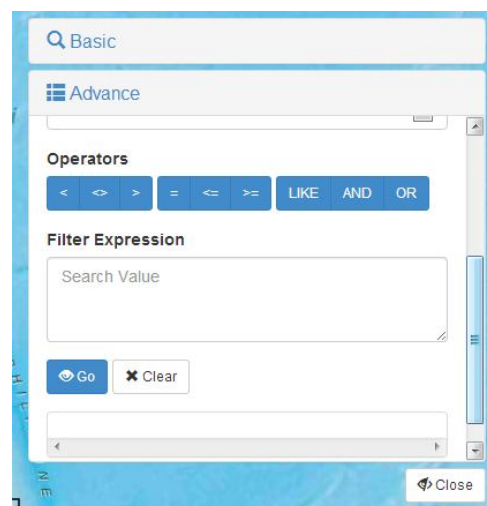 Basic
Advance
Operators
< <> > = <= >= LIKE AND OR
Filter Expression
Search Value
Go Clear
Close